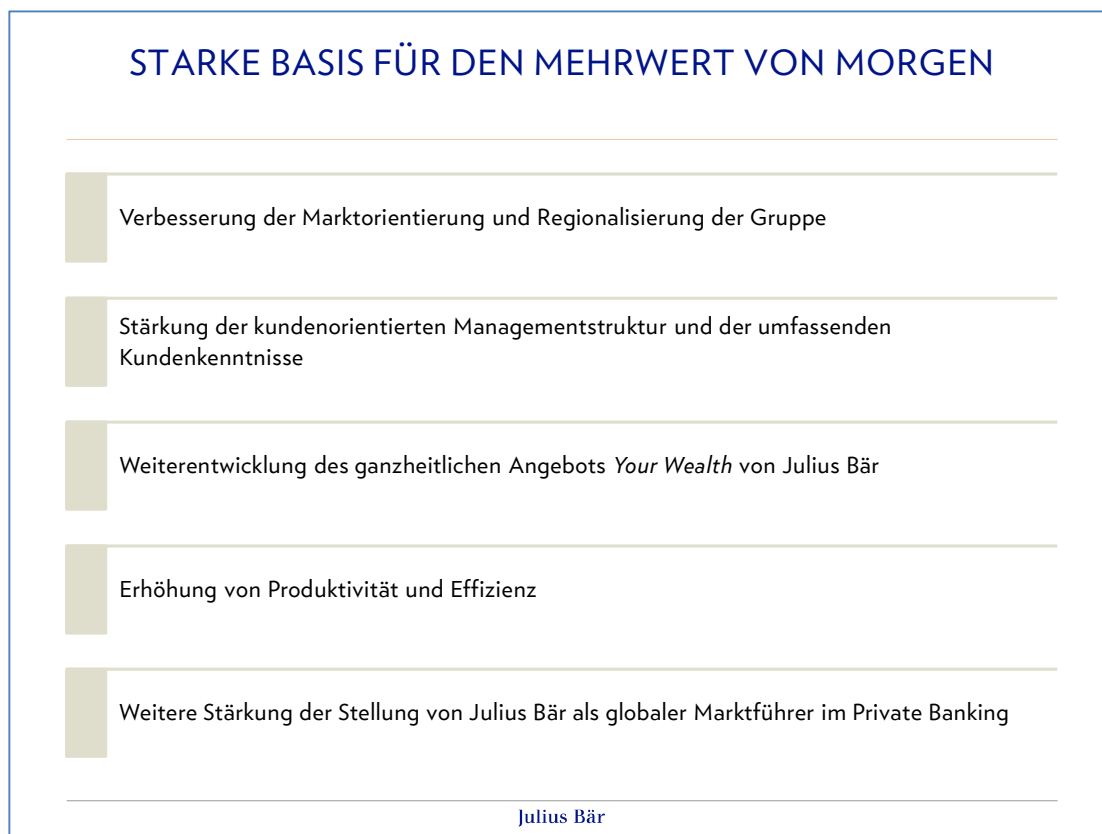 STARKE BASIS FÜR DEN MEHRWERT VON MORGEN
Verbesserung der Marktorientierung und Regionalisierung der Gruppe
Stärkung der kundenorientierten Managementstruktur und der umfassenden
Kundenkenntnisse
Weiterentwicklung des ganzheitlichen Angebots Your Wealth von Julius Bär
Erhöhung von Produktivität und Effizienz
Weitere Stärkung der Stellung von Julius Bär als globaler Marktführer im Private Banking
Julius Bär